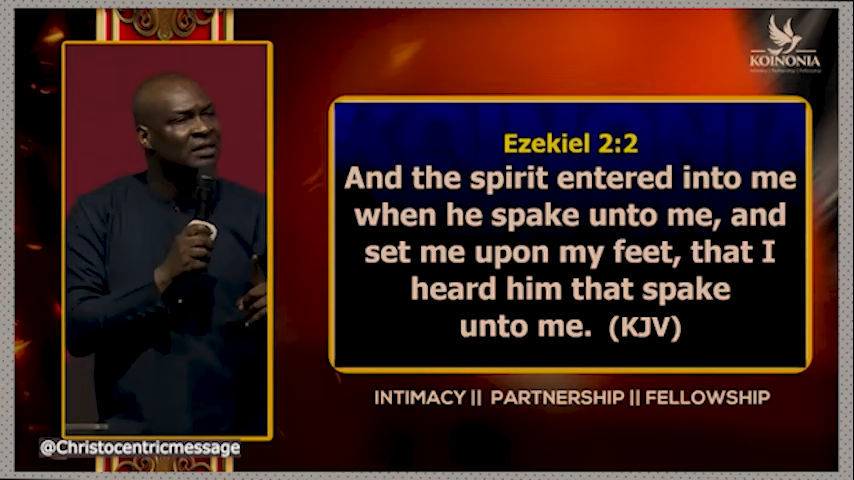 KOINONIA
Ezekiel 2:2
And the spirit entered into me
when he spake unto me, and
set me upon my feet, that I
heard him that spake
unto me. (KJV)
INTIMACY || PARTNERSHIP || FELLOWSHIP
@Christocentricmessage